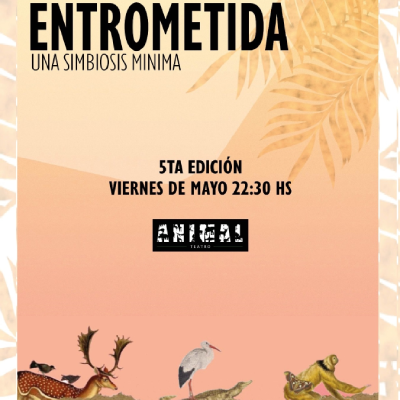 ENTROMETIDA
UNA SIMBIOSIS MINIMA
5TA EDICIÓN
VIERNES DE MAYO 22:30 HS
ANIMAL
TEATRO